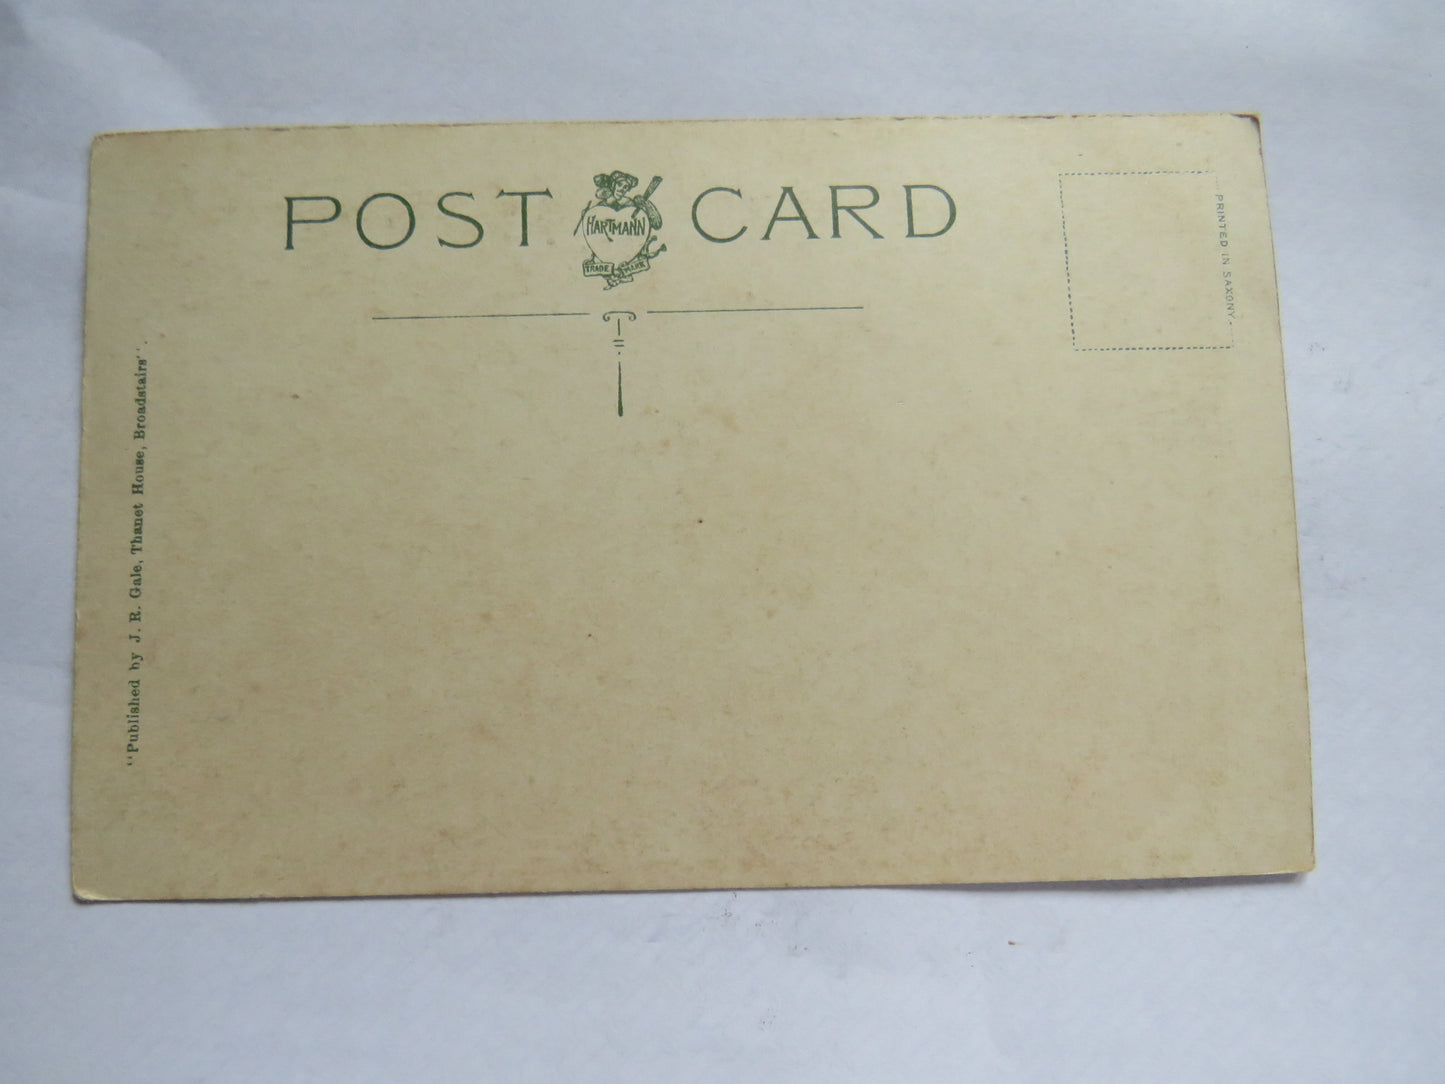 POST CARD
HARTMANN
TRADE MARK
PRINTED IN SAXONY.
"Published by J. R. Gale, Thanet House, Broadstairs".